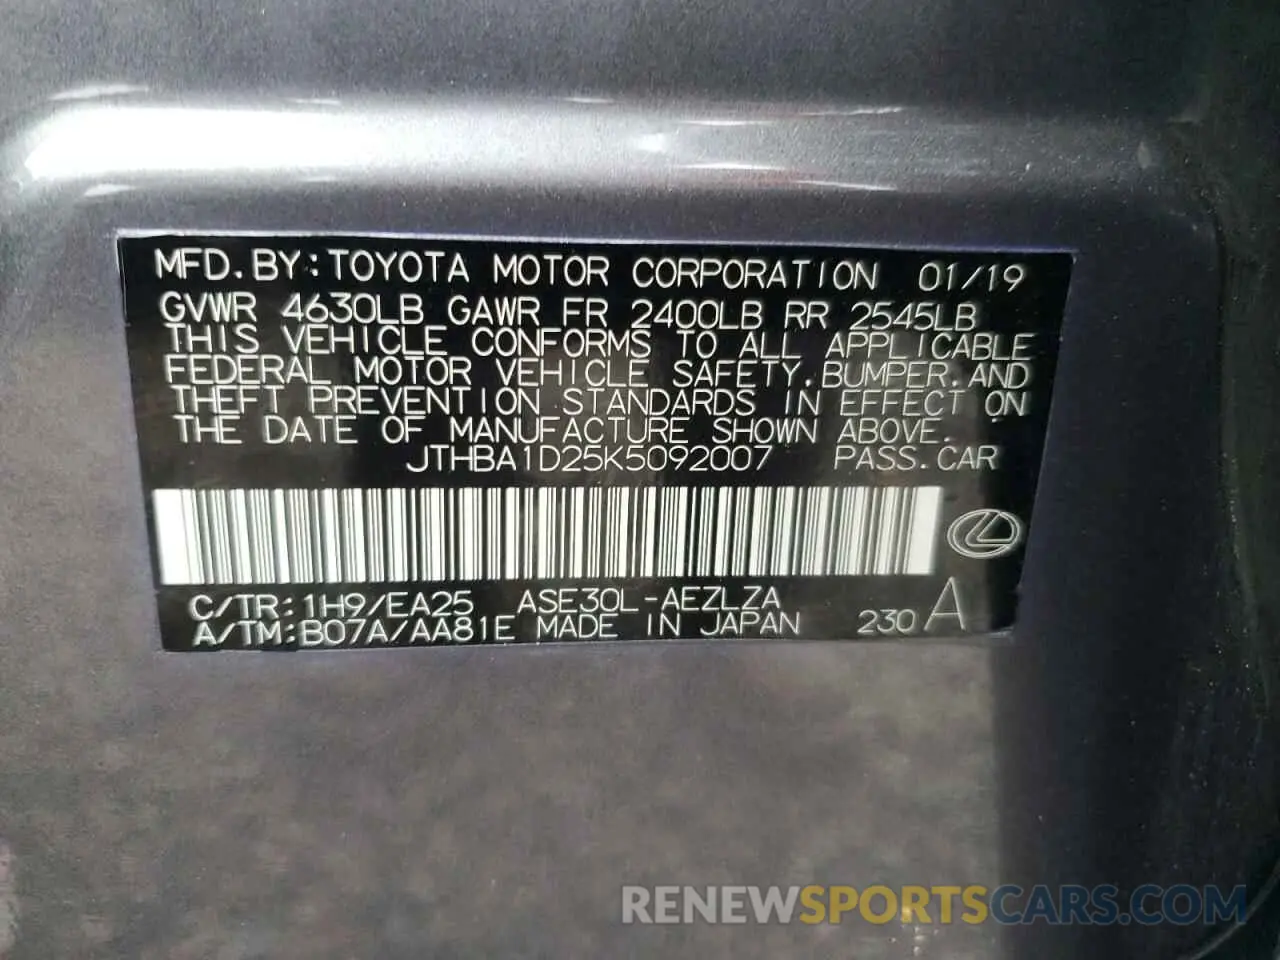 MFD.BY:TOYOTA MOTOR CORPORATION 01/19
GVWR 4630LB GAWR FR 2400LB RR 2545LB
THIS VEHICLE CONFORMS TO ALL APPLICABLE
FEDERAL MOTOR VEHICLE SAFETY,BUMPER,AND
THEFT PREVENTION STANDARDS IN EFFECT ON
THE DATE OF MANUFACTURE SHOWN ABOVE.
JTHBA1D25K5092007 PASS.CAR
C/TR:1H9/EA25 ASE30L-AEZLZA
A/TM:B07A/AA81E MADE IN JAPAN 230 A
RENEWSPORTSCARS.COM